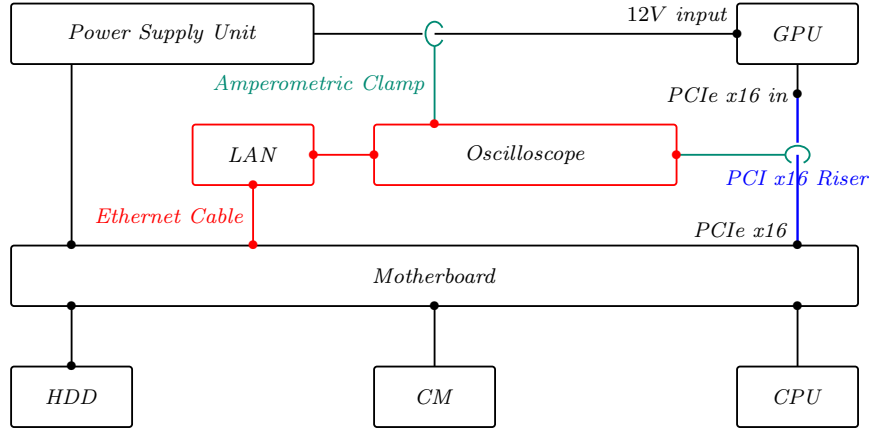 12V input
Power Supply Unit
GPU
Amperometric Clamp
PCIe x16 in
LAN
Oscilloscope
PCI x16 Riser
Ethernet Cable
PCIe x16
Motherboard
HDD
CM
CPU